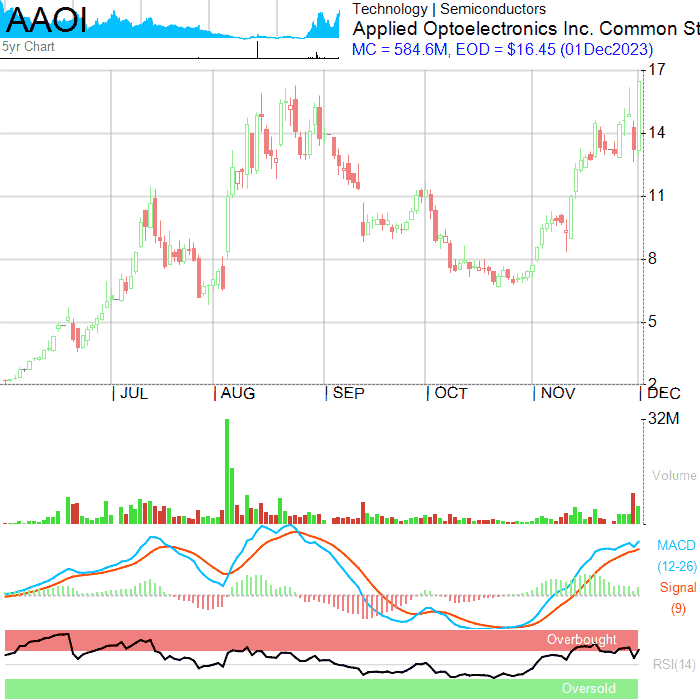 AAOI
5yr Chart
Technology | Semiconductors
Applied Optoelectronics Inc. Common St
MC = 584.6M, EOD = $16.45 (01Dec2023)
17
14
11
8
5
2
JUL AUG SEP OCT NOV DEC
32M
Volume
MACD
(12-26)
Signal
(9)
Overbought
RSI(14)
Oversold